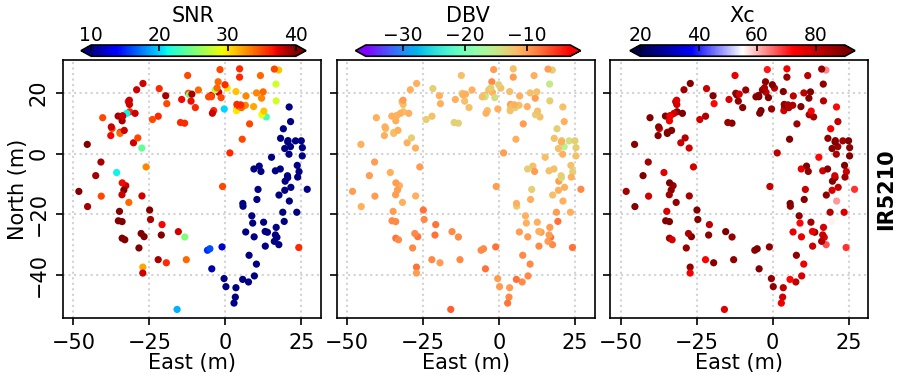 SNR DBV Xc
10 20 30 40 −30 −20 −10 20 40 60 80
20
0
−20
−40
North (m)
IR5210
−50 −25 0 25 −50 −25 0 25 −50 −25 0 25
East (m) East (m) East (m)